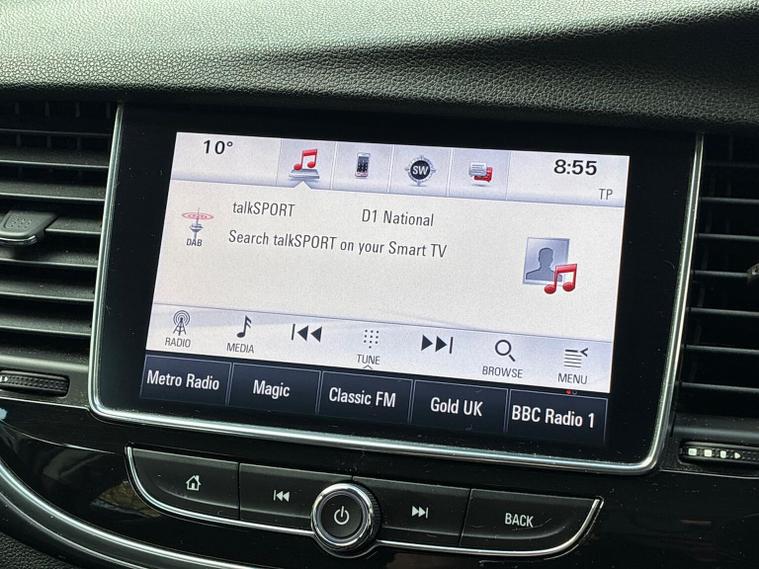 10°
SW
8:55
TP
talkSPORT D1 National
DAB
Search talkSPORT on your Smart TV
RADIO
MEDIA
TUNE
BROWSE
MENU
Metro Radio
Magic
Classic FM
Gold UK
BBC Radio 1
BACK